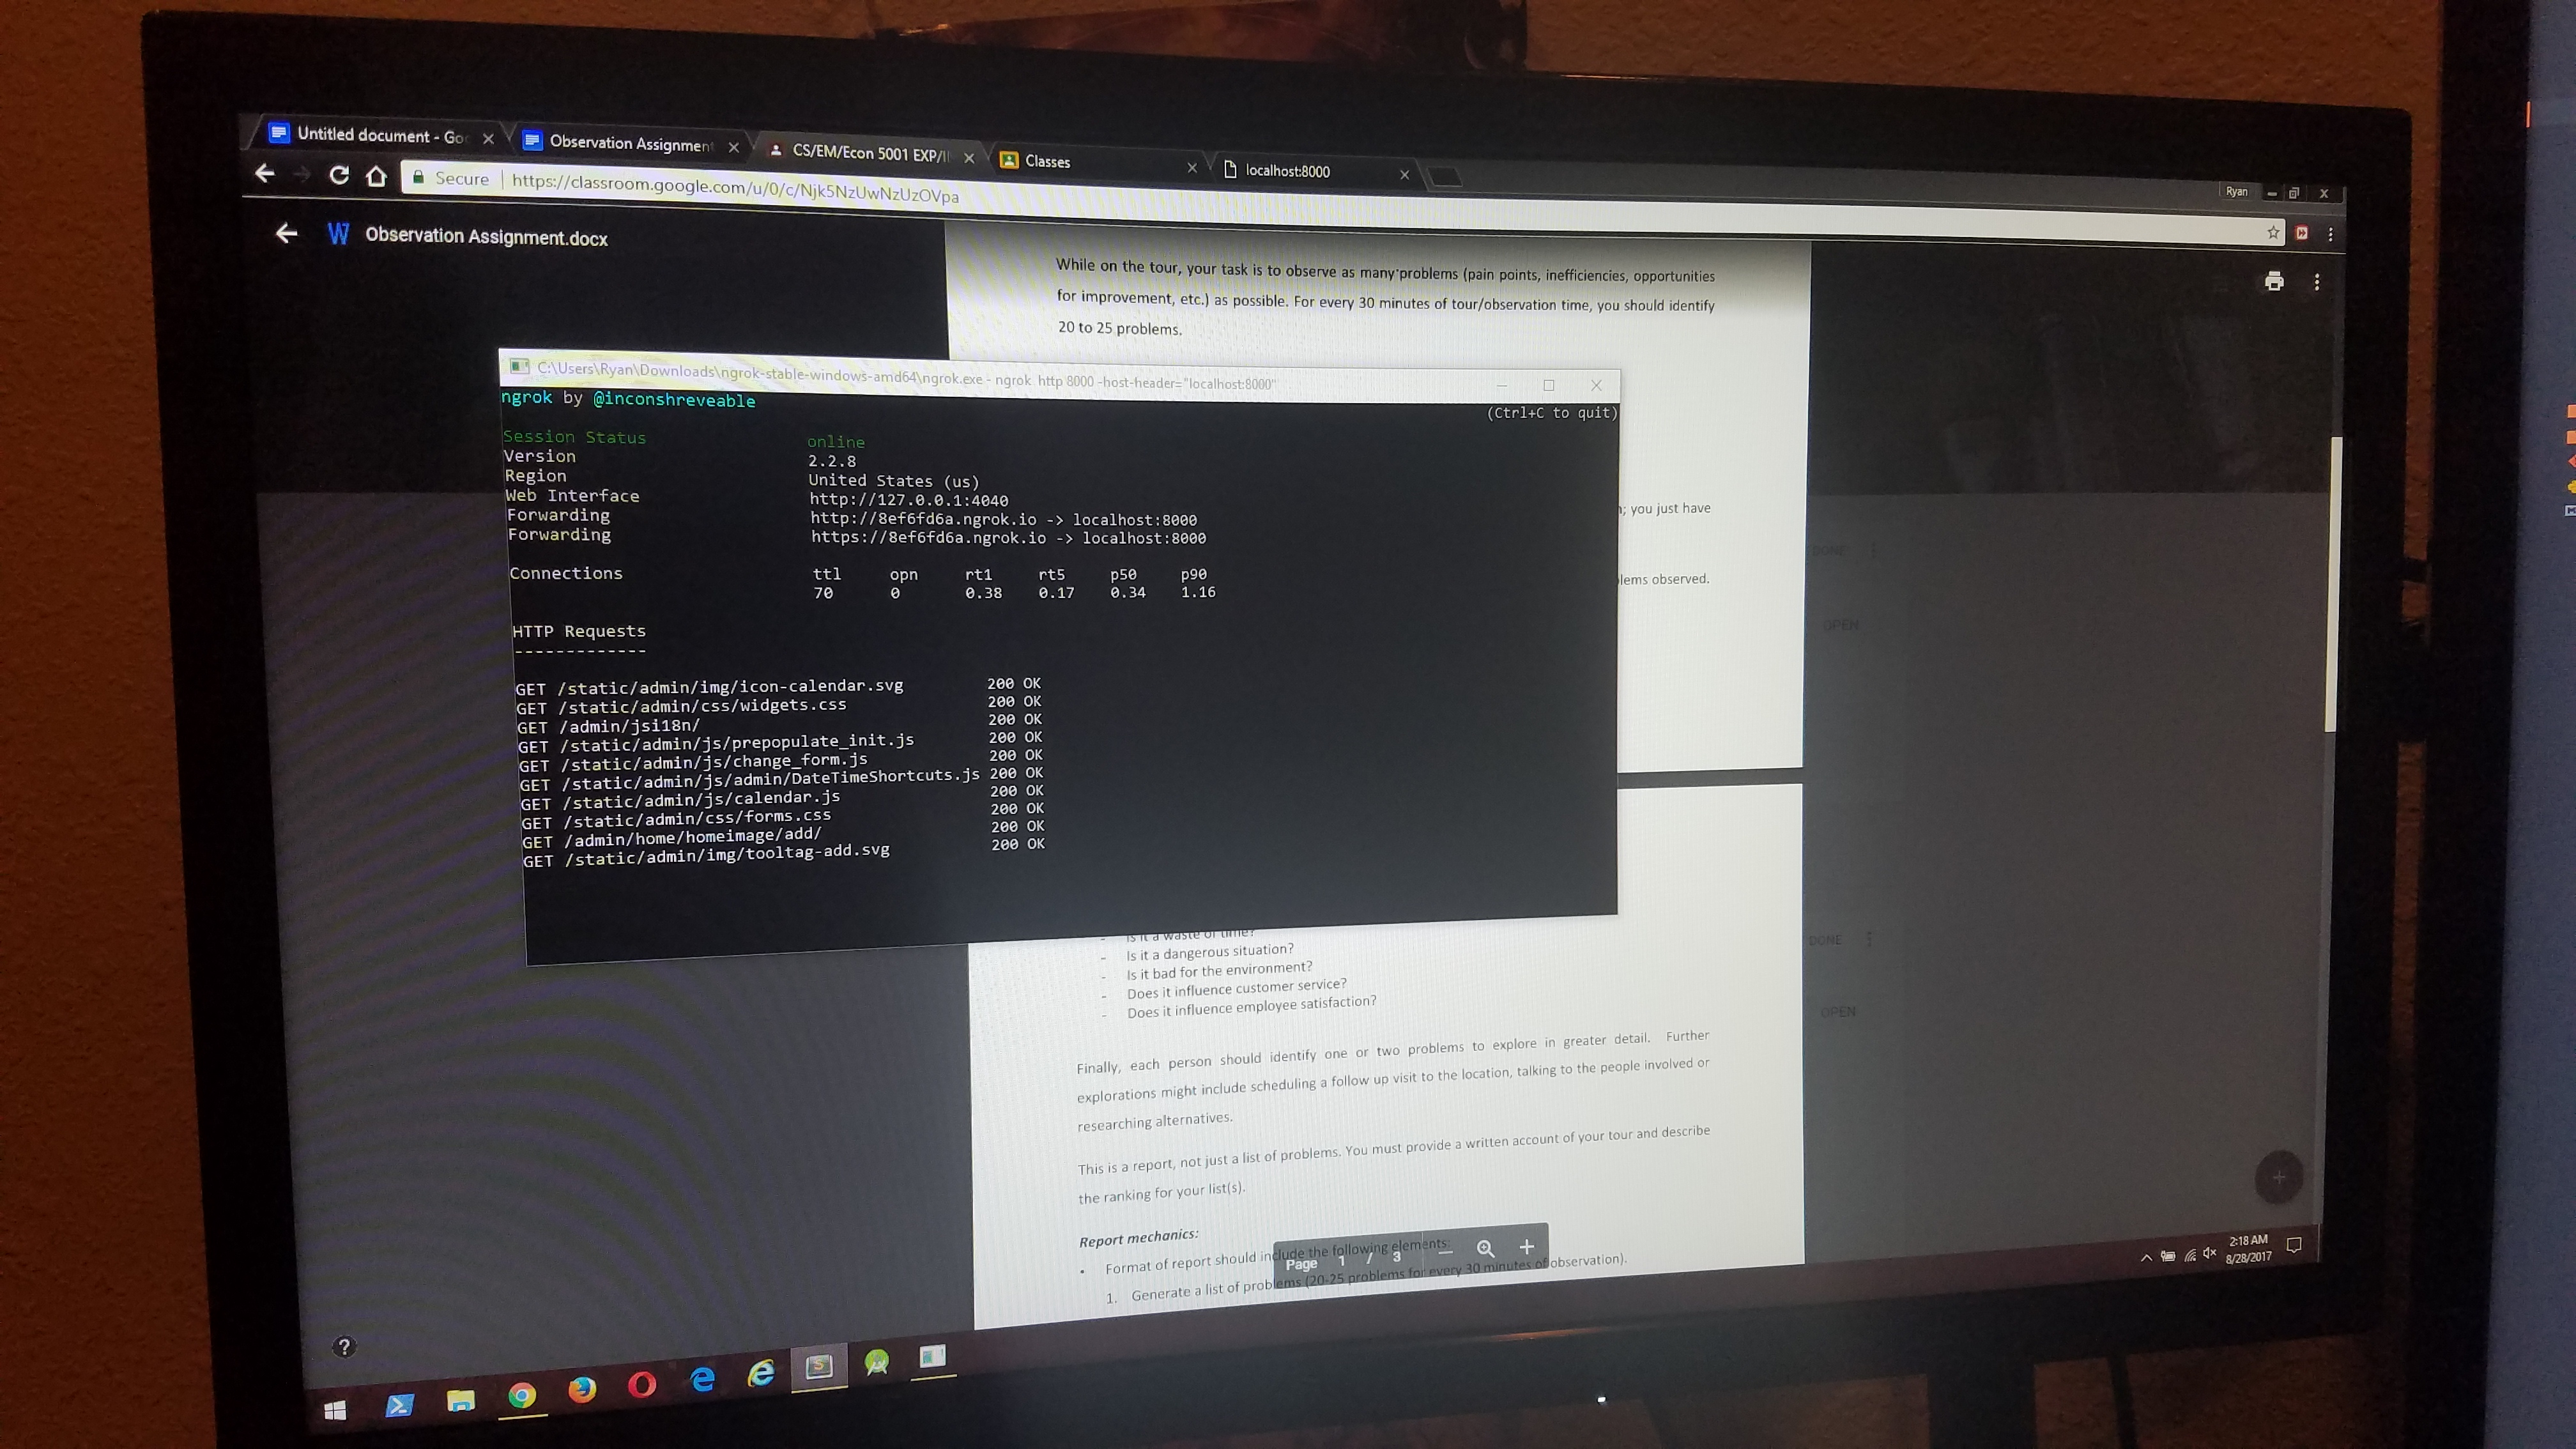 Untitled document - Go
Observation Assignment
CS/EM/Econ 5001 EXP/I
Classes
localhost:8000
Ryan
Secure
https://classroom.google.com/u/0/c/Njk5NzUwNzUzOVpa
W Observation Assignment.docx
While on the tour, your task is to observe as many problems (pain points, inefficiencies, opportunities
for improvement, etc.) as possible. For every 30 minutes of tour/observation time, you should identify
20 to 25 problems.
C:\Users\Ryan\Downloads\ngrok-stable-windows-amd64\ngrok.exe - ngrok http 8000 -host-header="localhost:8000"
ngrok by @inconshreveable
(Ctrl+C to quit)
Session Status online
Version 2.2.8
Region United States (us)
Web Interface http://127.0.0.1:4040
Forwarding http://8ef6fd6a.ngrok.io -> localhost:8000
Forwarding https://8ef6fd6a.ngrok.io -> localhost:8000
Connections ttl opn rt1 rt5 p50 p90
70 0 0.38 0.17 0.34 1.16
HTTP Requests
-------------
GET /static/admin/img/icon-calendar.svg 200 OK
GET /static/admin/css/widgets.css 200 OK
GET /admin/jsi18n/ 200 OK
GET /static/admin/js/prepopulate_init.js 200 OK
GET /static/admin/js/change_form.js 200 OK
GET /static/admin/js/admin/DateTimeShortcuts.js 200 OK
GET /static/admin/js/calendar.js 200 OK
GET /static/admin/css/forms.css 200 OK
GET /admin/home/homeimage/add/ 200 OK
GET /static/admin/img/tooltag-add.svg 200 OK
; you just have
lems observed.
DONE
OPEN
DONE
OPEN
- Is it a waste of time?
- Is it a dangerous situation?
- Is it bad for the environment?
- Does it influence customer service?
- Does it influence employee satisfaction?
Finally, each person should identify one or two problems to explore in greater detail. Further
explorations might include scheduling a follow up visit to the location, talking to the people involved or
researching alternatives.
This is a report, not just a list of problems. You must provide a written account of your tour and describe
the ranking for your list(s).
Report mechanics:
• Format of report should include the following elements:
1. Generate a list of problems (20-25 problems for every 30 minutes of observation).
Page 1 / 3
2:18 AM
8/28/2017